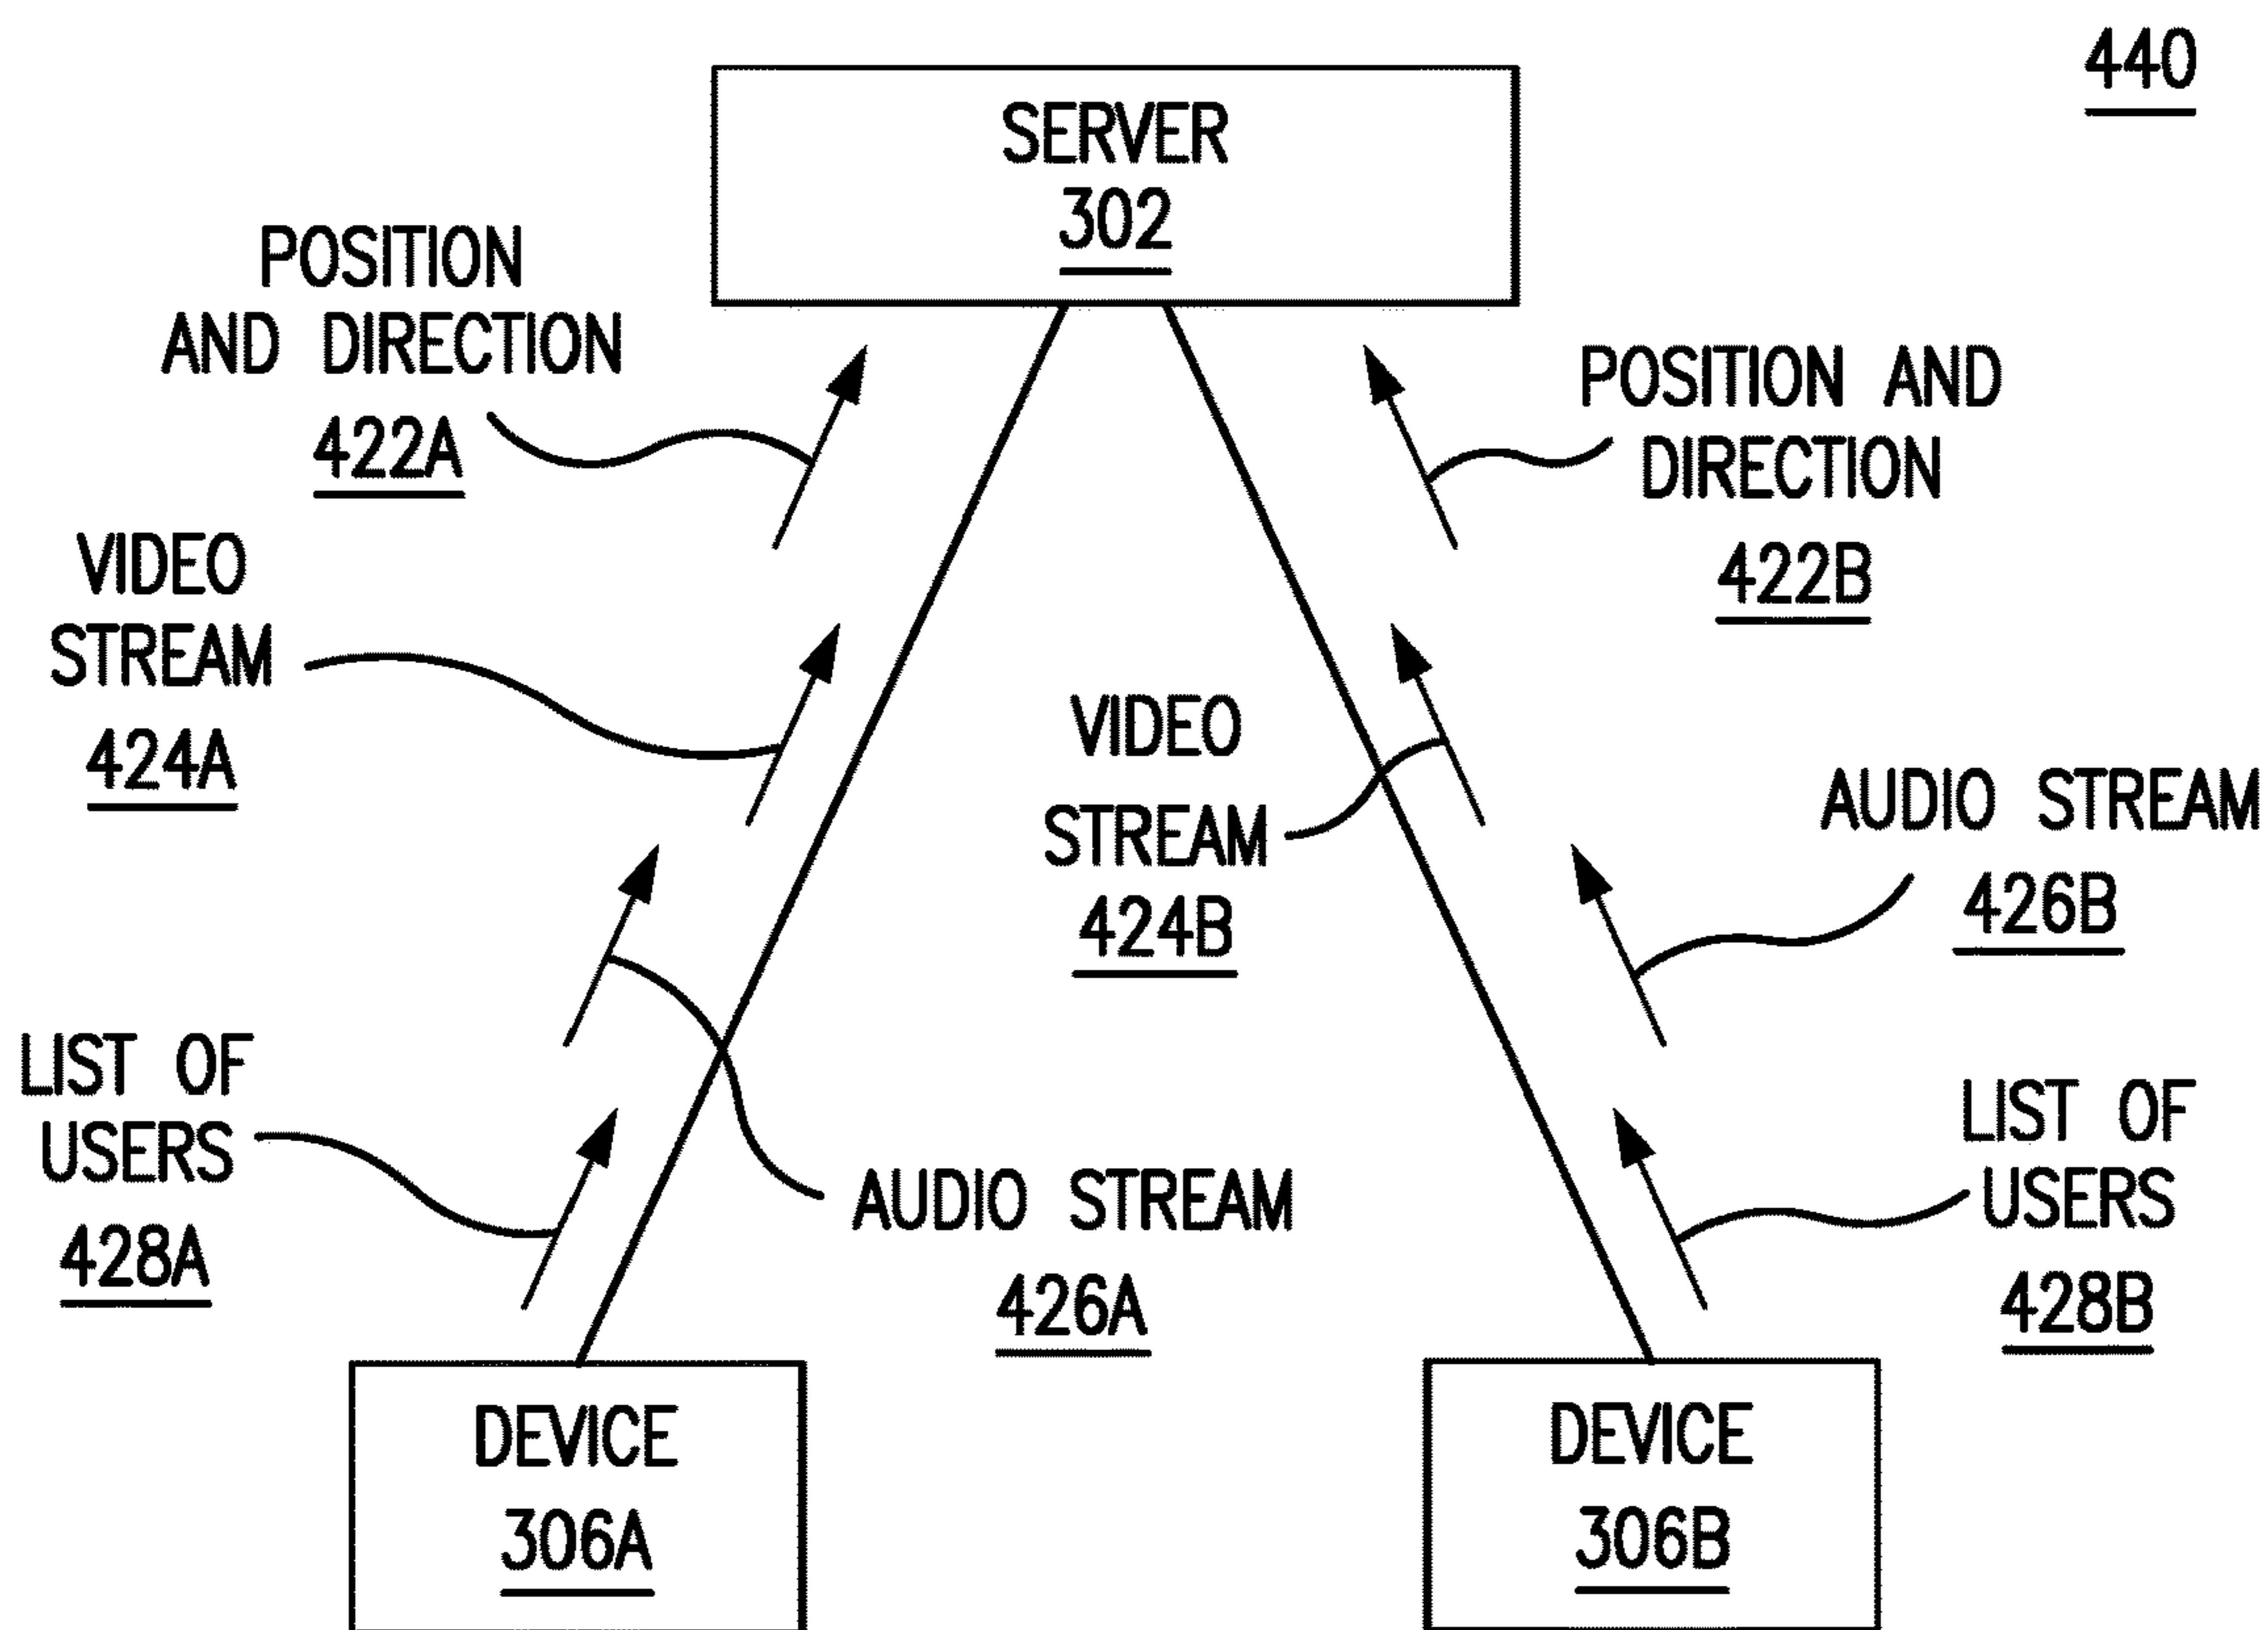 440
SERVER
302
POSITION
AND DIRECTION
422A
POSITION AND
DIRECTION
422B
VIDEO
STREAM
424A
VIDEO
STREAM
424B
AUDIO STREAM
426B
LIST OF
USERS
428A
AUDIO STREAM
426A
LIST OF
USERS
428B
DEVICE
306A
DEVICE
306B